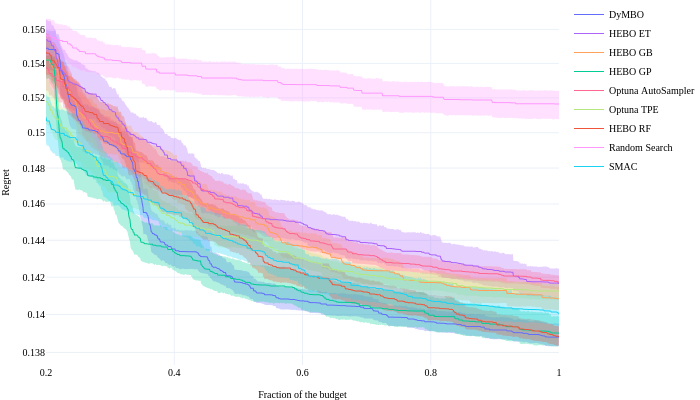 0.156
0.154
0.152
0.15
0.148
0.146
0.144
0.142
0.14
0.138
Regret
0.2
0.4
0.6
0.8
1
Fraction of the budget
DyMBO
HEBO ET
HEBO GB
HEBO GP
Optuna AutoSampler
Optuna TPE
HEBO RF
Random Search
SMAC